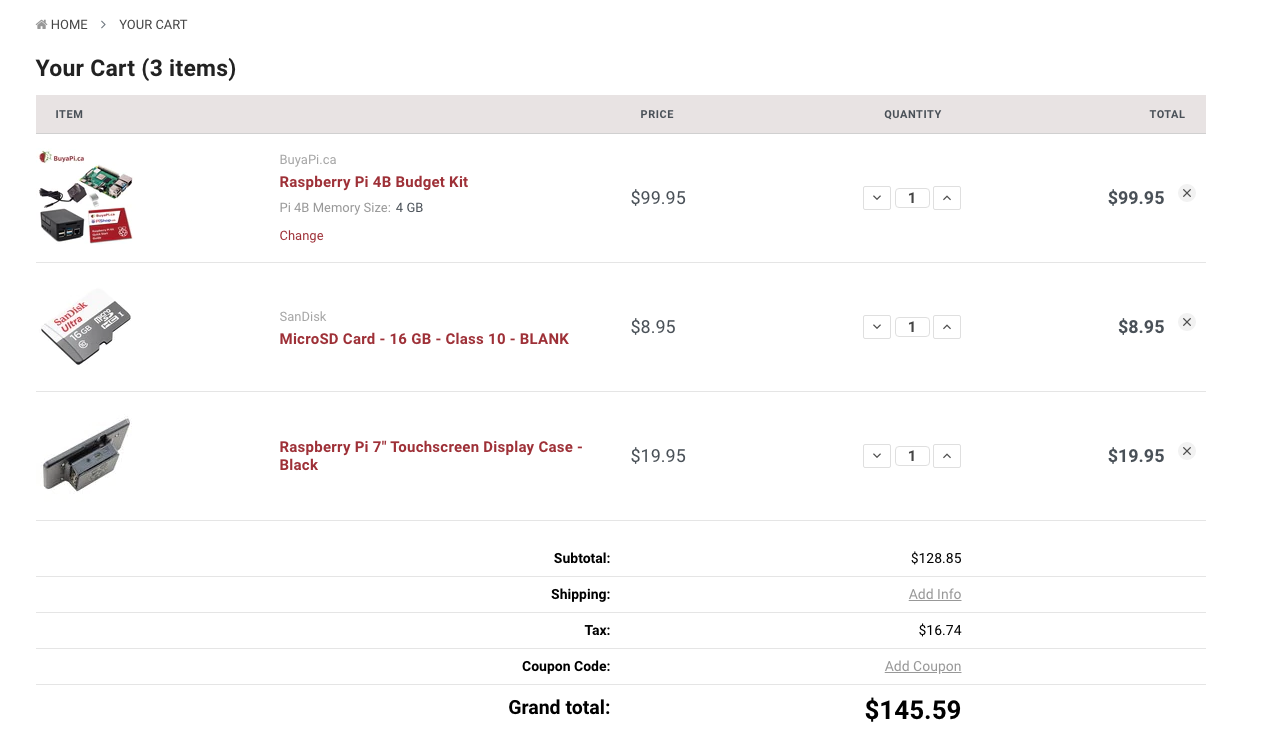 HOME > YOUR CART
Your Cart (3 items)
ITEM PRICE QUANTITY TOTAL
BuyaPi.ca
BuyaPi.ca
Raspberry Pi 4B Budget Kit
Pi 4B Memory Size: 4 GB
Change
$99.95 1 $99.95
SanDisk
Ultra
16GB
micro
SanDisk
MicroSD Card - 16 GB - Class 10 - BLANK
$8.95 1 $8.95
Raspberry Pi 7" Touchscreen Display Case -
Black
$19.95 1 $19.95
Subtotal: $128.85
Shipping: Add Info
Tax: $16.74
Coupon Code: Add Coupon
Grand total: $145.59